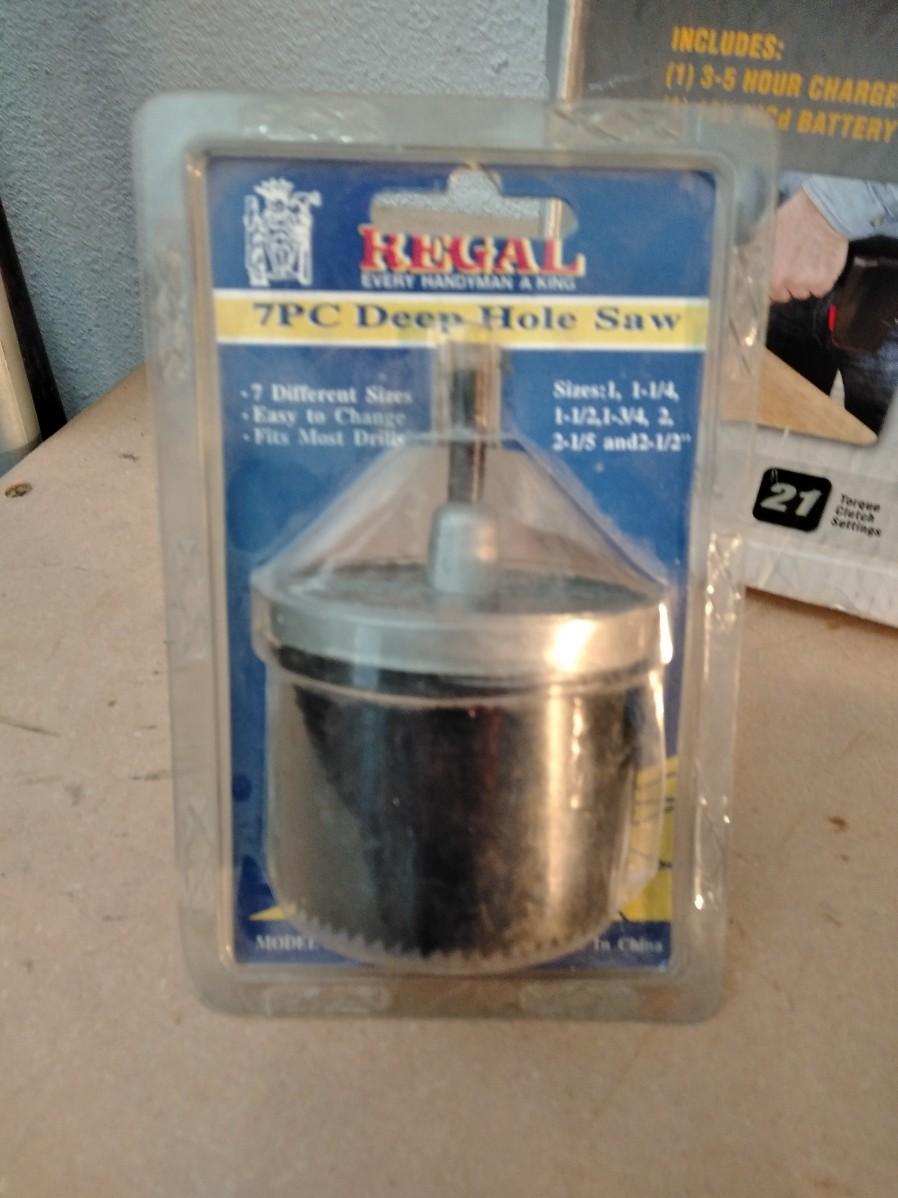 INCLUDES:
(1) 3-5 HOUR CHARGE
BATTERY
REGAL
EVERY HANDYMAN A KING
7PC Deep Hole Saw
· 7 Different Sizes
· Easy to Change
· Fits Most Drills
Sizes:1, 1-1/4,
1-1/2,1-3/4, 2,
2-1/5 and2-1/2"
21 Torque
Clutch
Settings
MODEL
In China